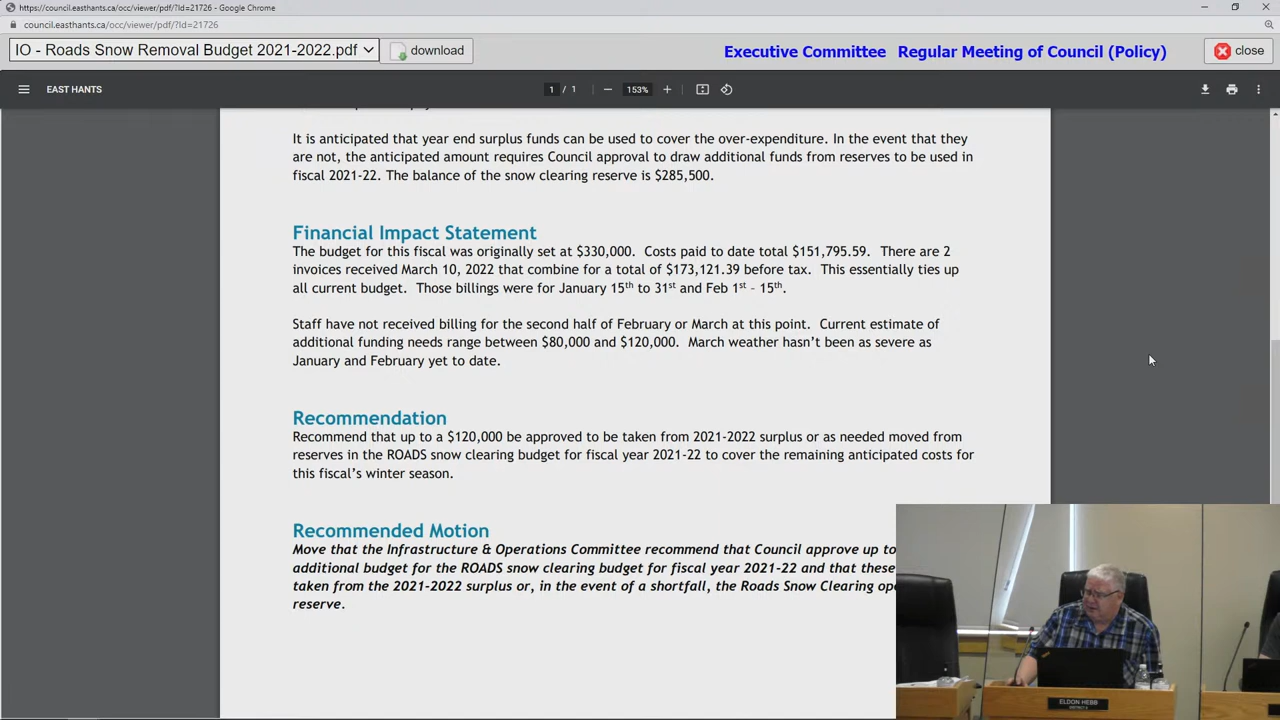 https://council.easthants.ca/occ/viewer/pdf/?Id=21726 - Google Chrome
council.easthants.ca/occ/viewer/pdf/?Id=21726
IO - Roads Snow Removal Budget 2021-2022.pdf
download
Executive Committee Regular Meeting of Council (Policy)
close
EAST HANTS
1 / 1
153%
It is anticipated that year end surplus funds can be used to cover the over-expenditure. In the event that they
are not, the anticipated amount requires Council approval to draw additional funds from reserves to be used in
fiscal 2021-22. The balance of the snow clearing reserve is $285,500.
Financial Impact Statement
The budget for this fiscal was originally set at $330,000. Costs paid to date total $151,795.59. There are 2
invoices received March 10, 2022 that combine for a total of $173,121.39 before tax. This essentially ties up
all current budget. Those billings were for January 15th to 31st and Feb 1st - 15th.
Staff have not received billing for the second half of February or March at this point. Current estimate of
additional funding needs range between $80,000 and $120,000. March weather hasn't been as severe as
January and February yet to date.
Recommendation
Recommend that up to a $120,000 be approved to be taken from 2021-2022 surplus or as needed moved from
reserves in the ROADS snow clearing budget for fiscal year 2021-22 to cover the remaining anticipated costs for
this fiscal's winter season.
Recommended Motion
Move that the Infrastructure & Operations Committee recommend that Council approve up to
additional budget for the ROADS snow clearing budget for fiscal year 2021-22 and that these
taken from the 2021-2022 surplus or, in the event of a shortfall, the Roads Snow Clearing
reserve.
ELDON HEBB